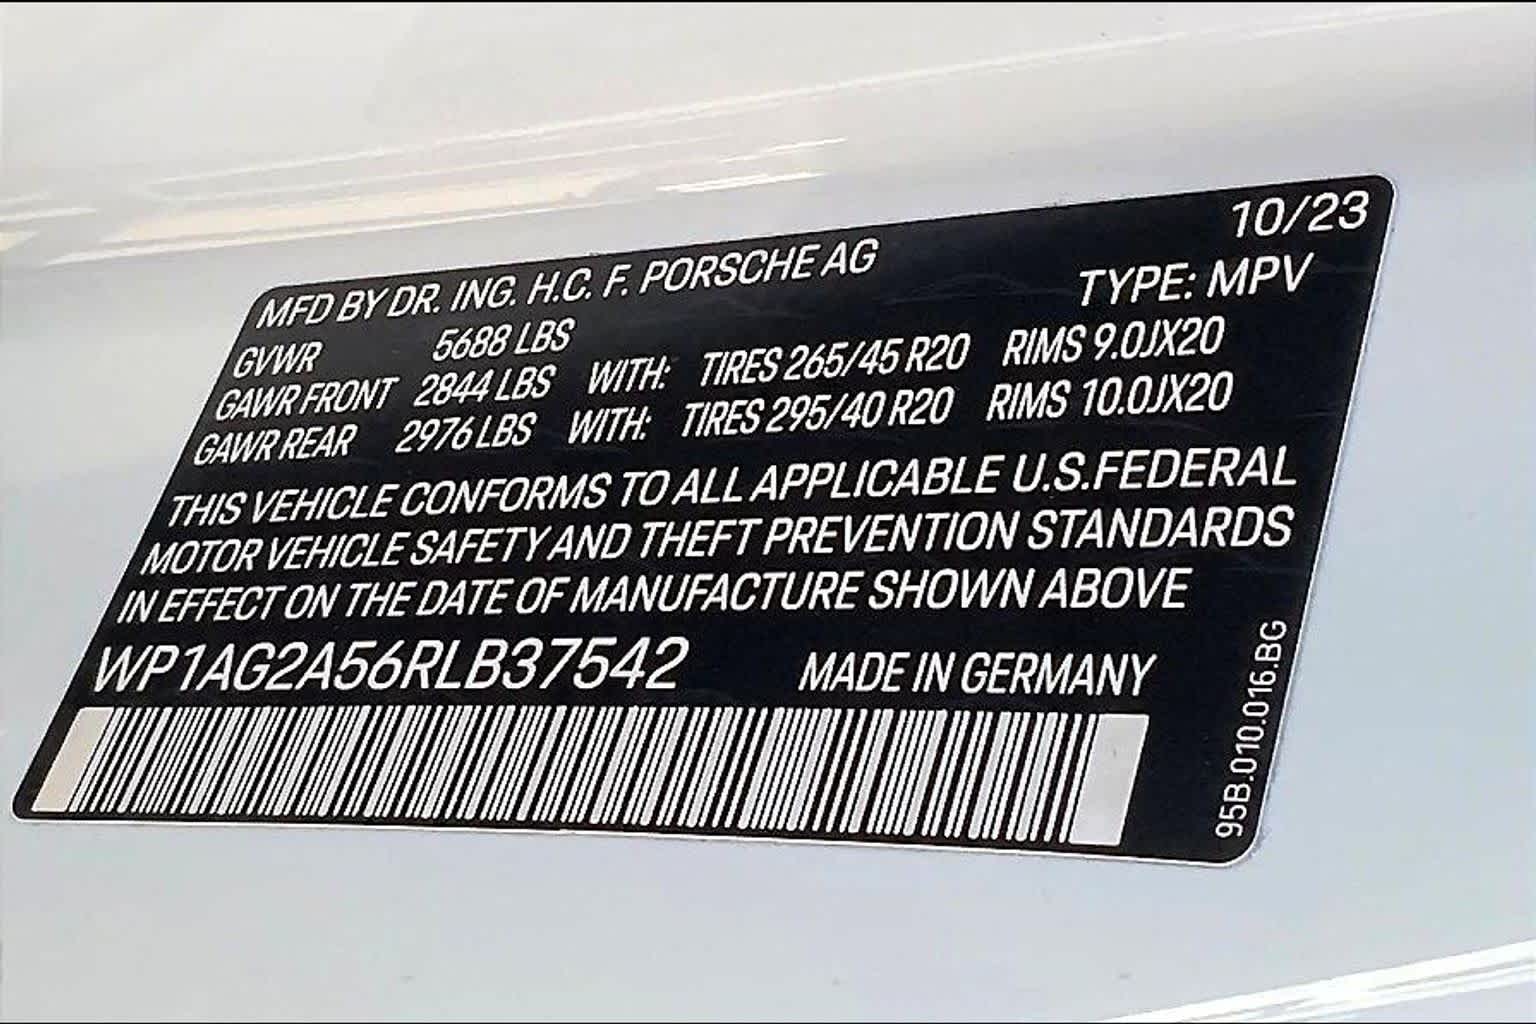 10/23
MFD BY DR. ING. H.C. F. PORSCHE AG
TYPE: MPV
GVWR 5688 LBS
GAWR FRONT 2844 LBS WITH: TIRES 265/45 R20 RIMS 9.0JX20
GAWR REAR 2976 LBS WITH: TIRES 295/40 R20 RIMS 10.0JX20
THIS VEHICLE CONFORMS TO ALL APPLICABLE U.S.FEDERAL
MOTOR VEHICLE SAFETY AND THEFT PREVENTION STANDARDS
IN EFFECT ON THE DATE OF MANUFACTURE SHOWN ABOVE
WP1AG2A56RLB37542 MADE IN GERMANY
95B.010.016.BG